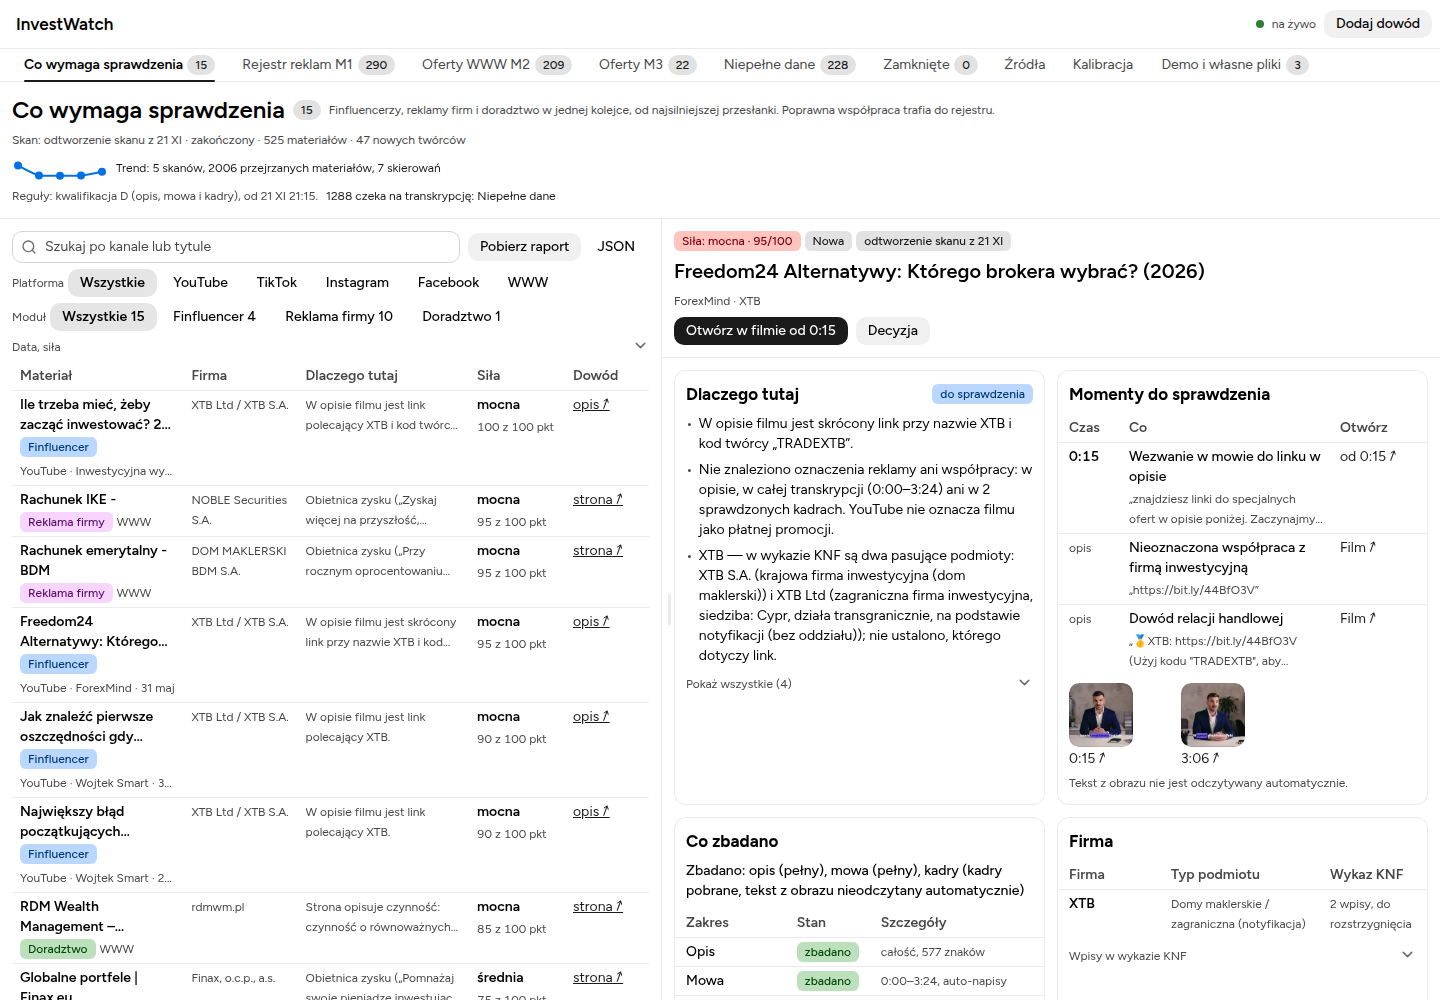 InvestWatch
na żywo
Dodaj dowód
Co wymaga sprawdzenia 15
Rejestr reklam M1 290
Oferty WWW M2 209
Oferty M3 22
Niepełne dane 228
Zamknięte 0
Źródła
Kalibracja
Demo i własne pliki 3
Co wymaga sprawdzenia 15 Finfluencerzy, reklamy firm i doradztwo w jednej kolejce, od najsilniejszej przesłanki. Poprawna współpraca trafia do rejestru.
Skan: odtworzenie skanu z 21 XI · zakończony · 525 materiałów · 47 nowych twórców
Trend: 5 skanów, 2006 przejrzanych materiałów, 7 skierowań
Reguły: kwalifikacja D (opis, mowa i kadry), od 21 XI 21:15. 1288 czeka na transkrypcję: Niepełne dane
Szukaj po kanale lub tytule
Pobierz raport
JSON
Platforma Wszystkie YouTube TikTok Instagram Facebook WWW
Moduł Wszystkie 15 Finfluencer 4 Reklama firmy 10 Doradztwo 1
Data, siła
Materiał Firma Dlaczego tutaj Siła Dowód
Ile trzeba mieć, żeby
zacząć inwestować? 2…
Finfluencer
YouTube · Inwestycyjna wy…
XTB Ltd / XTB S.A.
W opisie filmu jest link
polecający XTB i kod twórc…
mocna
100 z 100 pkt
opis ↗
Rachunek IKE -
Reklama firmy WWW
NOBLE Securities
S.A.
Obietnica zysku („Zyskaj
więcej na przyszłość,…
mocna
95 z 100 pkt
strona ↗
Rachunek emerytalny -
BDM
Reklama firmy WWW
DOM MAKLERSKI
BDM S.A.
Obietnica zysku („Przy
rocznym oprocentowaniu…
mocna
95 z 100 pkt
strona ↗
Freedom24
Alternatywy: Którego…
Finfluencer
YouTube · ForexMind · 31 maj
XTB Ltd / XTB S.A.
W opisie filmu jest skrócony
link przy nazwie XTB i kod…
mocna
95 z 100 pkt
opis ↗
Jak znaleźć pierwsze
oszczędności gdy…
Finfluencer
YouTube · Wojtek Smart · 3…
XTB Ltd / XTB S.A.
W opisie filmu jest link
polecający XTB.
mocna
90 z 100 pkt
opis ↗
Największy błąd
początkujących…
Finfluencer
YouTube · Wojtek Smart · 2…
XTB Ltd / XTB S.A.
W opisie filmu jest link
polecający XTB.
mocna
90 z 100 pkt
opis ↗
RDM Wealth
Management –…
Doradztwo WWW
rdmwm.pl
Strona opisuje czynność:
czynność o równoważnych…
mocna
85 z 100 pkt
strona ↗
Globalne portfele |
Finax.eu
Finax, o.c.p., a.s.
Obietnica zysku („Pomnażaj
swoje pieniądze inwestując
średnia
75 z 100 pkt
strona ↗
Siła: mocna · 95/100
Nowa
odtworzenie skanu z 21 XI
Freedom24 Alternatywy: Którego brokera wybrać? (2026)
ForexMind · XTB
Otwórz w filmie od 0:15
Decyzja
Dlaczego tutaj
do sprawdzenia
• W opisie filmu jest skrócony link przy nazwie XTB i
kod twórcy „TRADEXTB”.
• Nie znaleziono oznaczenia reklamy ani współpracy: w
opisie, w całej transkrypcji (0:00–3:24) ani w 2
sprawdzonych kadrach. YouTube nie oznacza filmu
jako płatnej promocji.
• XTB — w wykazie KNF są dwa pasujące podmioty:
XTB S.A. (krajowa firma inwestycyjna (dom
maklerski)) i XTB Ltd (zagraniczna firma inwestycyjna,
siedziba: Cypr, działa transgranicznie, na podstawie
notyfikacji (bez oddziału)); nie ustalono, którego
dotyczy link.
Pokaż wszystkie (4)
Momenty do sprawdzenia
Czas Co Otwórz
0:15
Wezwanie w mowie do linku w
opisie
„znajdziesz linki do specjalnych
ofert w opisie poniżej. Zaczynajmy…
od 0:15 ↗
opis
Nieoznaczona współpraca z
firmą inwestycyjną
„https://bit.ly/44BfO3V”
Film ↗
opis
Dowód relacji handlowej
„🥇XTB: https://bit.ly/44BfO3V
(Użyj kodu "TRADEXTB", aby…
Film ↗
0:15 ↗
3:06 ↗
Tekst z obrazu nie jest odczytywany automatycznie.
Co zbadano
Zbadano: opis (pełny), mowa (pełny), kadry (kadry
pobrane, tekst z obrazu nieodczytany automatycznie)
Zakres Stan Szczegóły
Opis zbadano całość, 577 znaków
Mowa zbadano 0:00–3:24, auto-napisy
Firma
Firma Typ podmiotu Wykaz KNF
XTB
Domy maklerskie /
zagraniczna (notyfikacja)
2 wpisy, do
rozstrzygnięcia
Wpisy w wykazie KNF